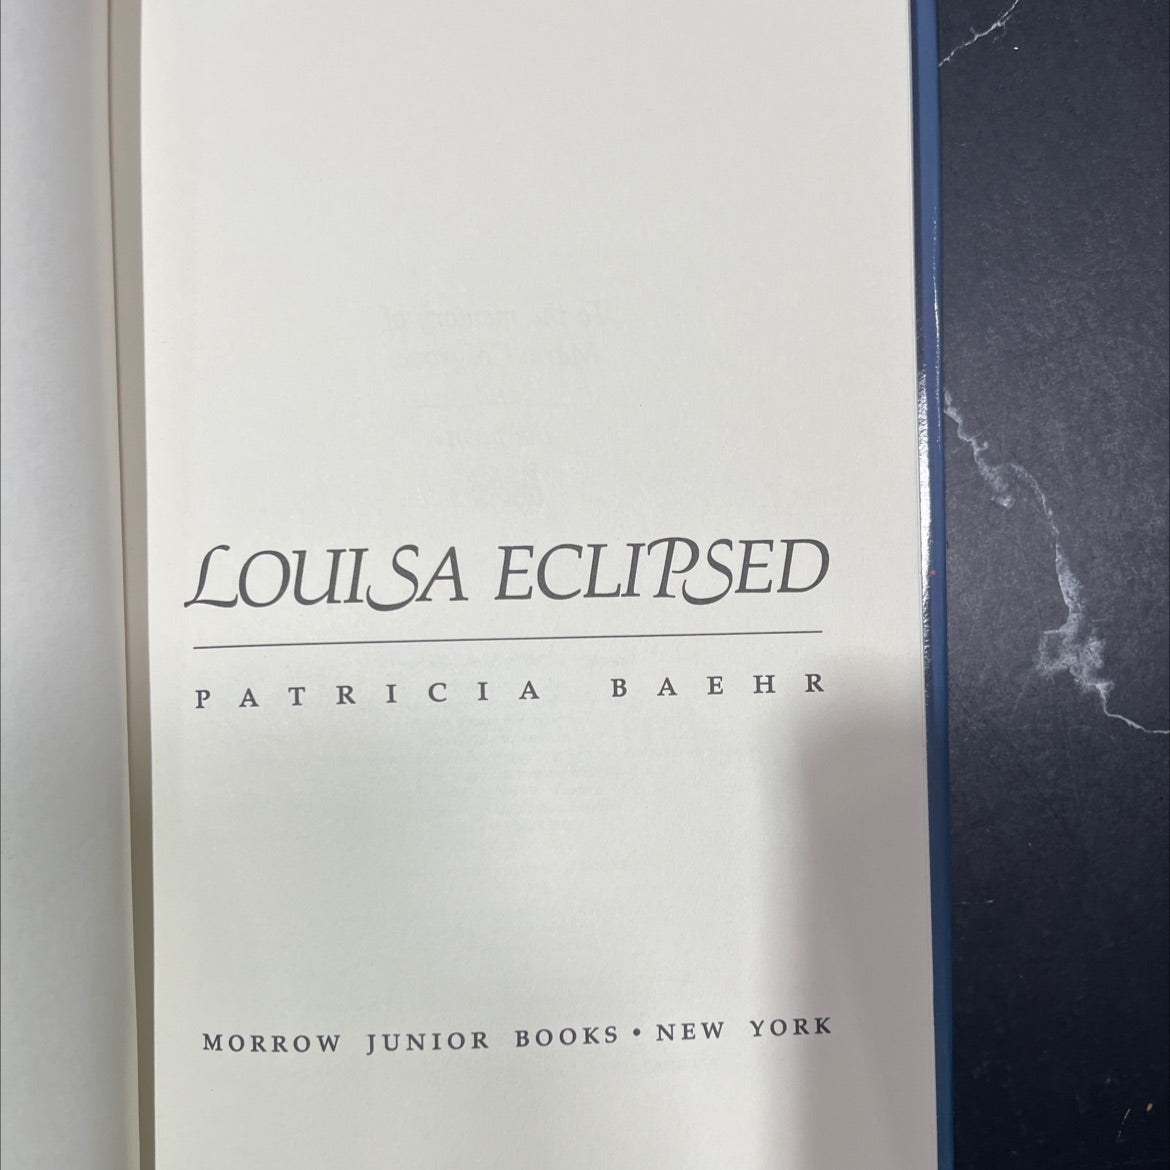 LOUISA ECLIPSED
PATRICIA BAEHR
MORROW JUNIOR BOOKS • NEW YORK